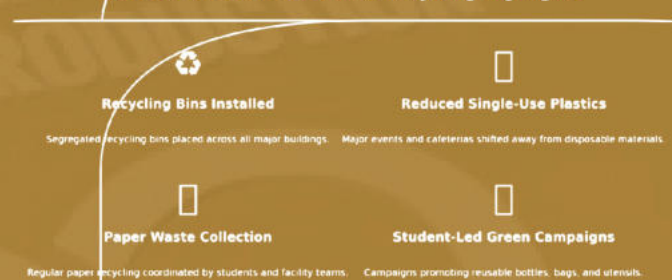 Recycling Bins Installed
Reduced Single-Use Plastics
Segregated recycling bins placed across all major buildings.
Major events and cafeterias shifted away from disposable materials.
Paper Waste Collection
Student-Led Green Campaigns
Regular paper recycling coordinated by students and facility teams.
Campaigns promoting reusable bottles, bags, and utensils.